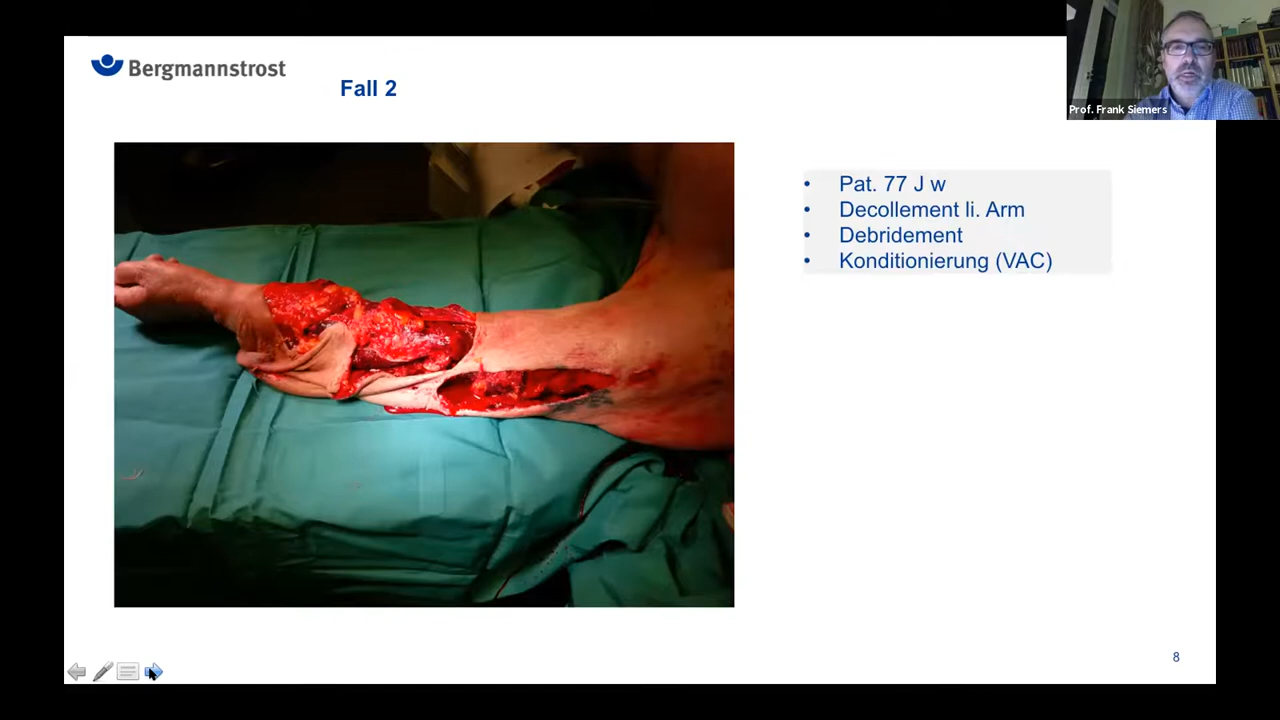 Bergmannstrost
Fall 2
Prof. Frank Siemers
• Pat. 77 J w
• Decollement li. Arm
• Debridement
• Konditionierung (VAC)
8